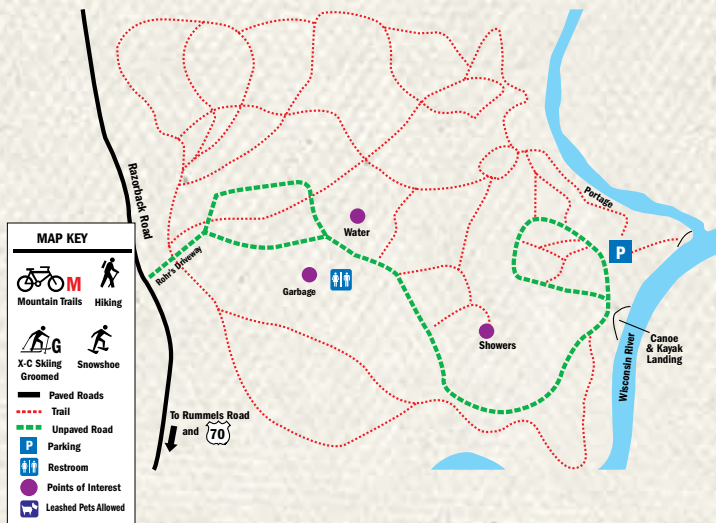 Razorback Road
Portage
Water
P
Rohr's Driveway
Garbage
Showers
Canoe
& Kayak
Landing
Wisconsin River
To Rummels Road
and 70
MAP KEY
M
Mountain Trails
Hiking
G
X-C Skiing
Groomed
Snowshoe
Paved Roads
Trail
Unpaved Road
P Parking
Restroom
Points of Interest
Leashed Pets Allowed